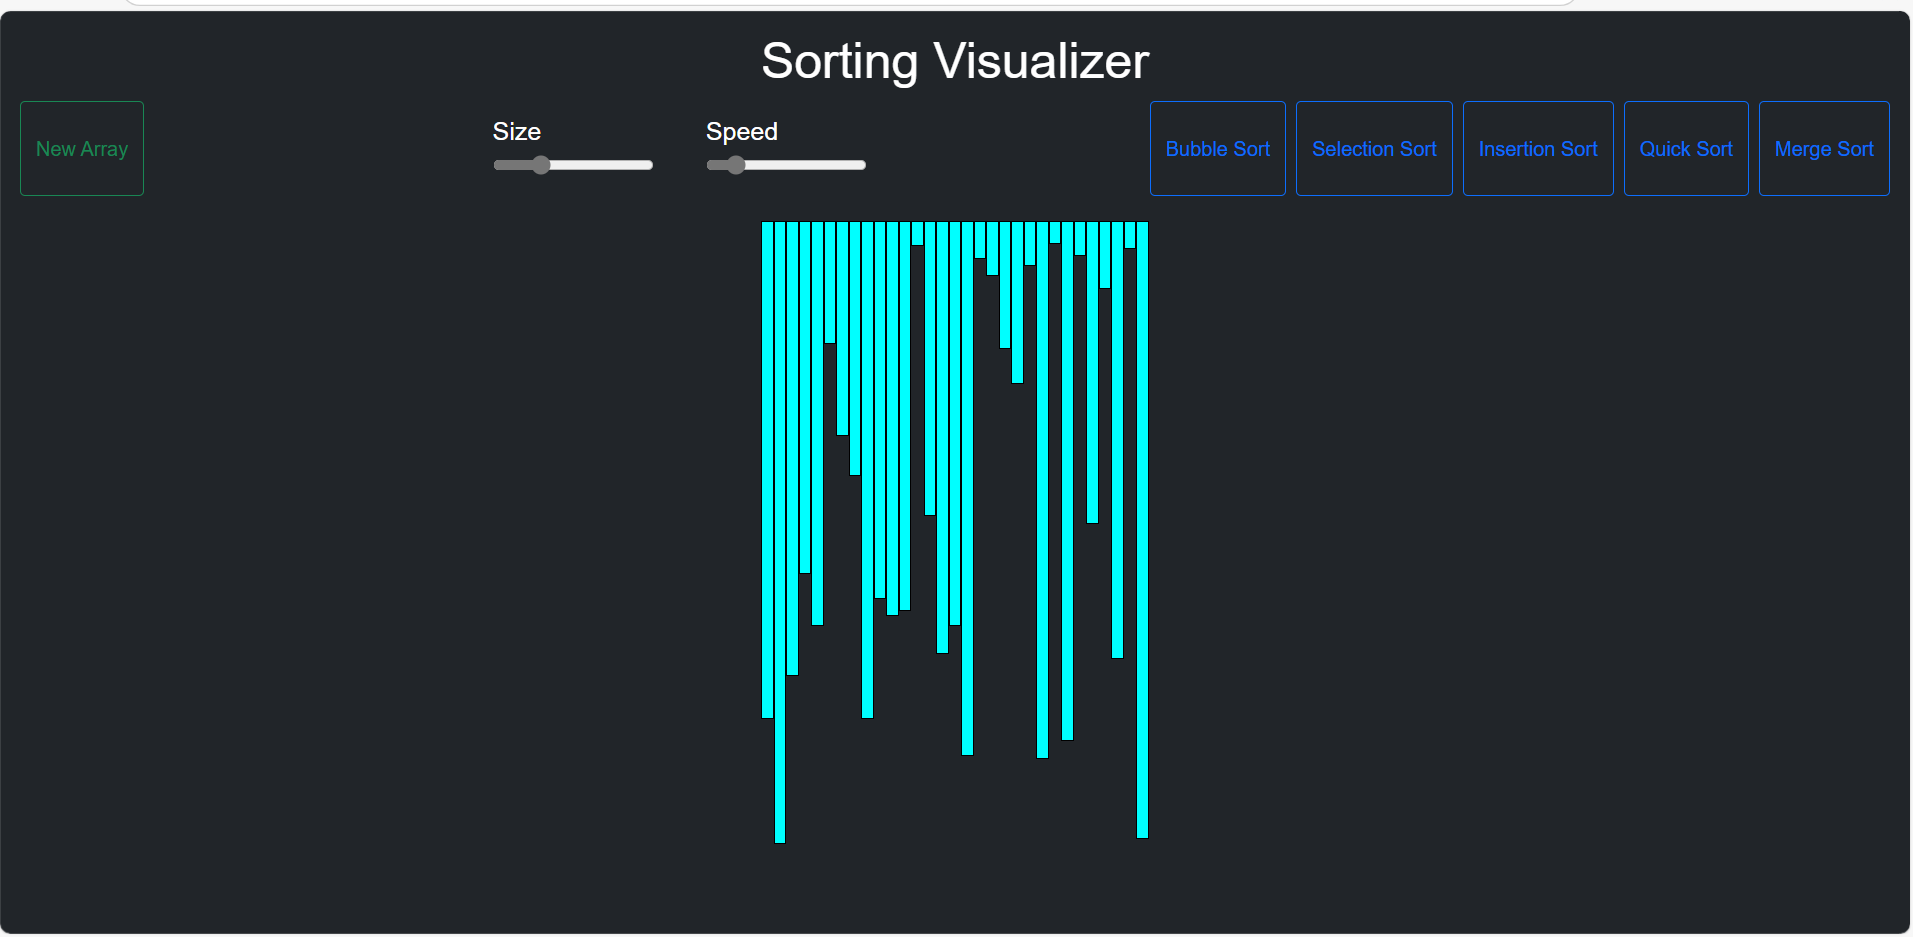 Sorting Visualizer
New Array
Size
Speed
Bubble Sort
Selection Sort
Insertion Sort
Quick Sort
Merge Sort